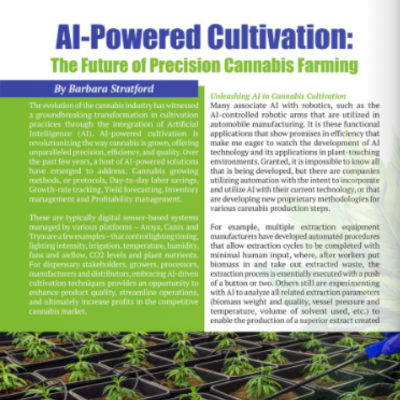 AI-Powered Cultivation:
The Future of Precision Cannabis Farming
By Barbara Stratford
The evolution of the cannabis industry has witnessed
a groundbreaking transformation in cultivation
practices through the integration of Artificial
Intelligence (AI). AI-powered cultivation is
revolutionizing the way cannabis is grown, offering
unparalleled precision, efficiency, and quality. Over
the past few years, a host of AI-powered solutions
have emerged to address: Cannabis growing
methods, or protocols, Day-to-day labor savings,
Growth-rate tracking, Yield forecasting, Inventory
management and Profitability management.
These are typically digital sensor-based systems
managed by various platforms – Aroya, Canix and
Trym are a few examples – that control lighting timing,
lighting intensity, irrigation, temperature, humidity,
fans and airflow, CO2 levels and plant nutrients.
For dispensary stakeholders, growers, processors,
manufacturers and distributors, embracing AI-driven
cultivation techniques provides an opportunity to
enhance product quality, streamline operations,
and ultimately increase profits in the competitive
cannabis market.
Unleashing AI in Cannabis Cultivation
Many associate AI with robotics, such as the
AI-controlled robotic arms that are utilized in
automobile manufacturing. It is these functional
applications that show promises in efficiency that
make me eager to watch the development of AI
technology and its applications in plant-touching
environments. Granted, it is impossible to know all
that is being developed, but there are companies
utilizing automation with the intent to incorporate
and utilize AI with their current technology, or that
are developing new proprietary methodologies for
various cannabis production steps.
For example, multiple extraction equipment
manufacturers have developed automated procedures
that allow extraction cycles to be completed with
minimal human input, where, after workers put
biomass in and take out extracted waste, the
extraction process is essentially executed with a push
of a button or two. Others still are experimenting
with AI to analyze all related extraction parameters
(biomass weight and quality, vessel pressure and
temperature, volume of solvent used, etc.) to
enable the production of a superior extract created